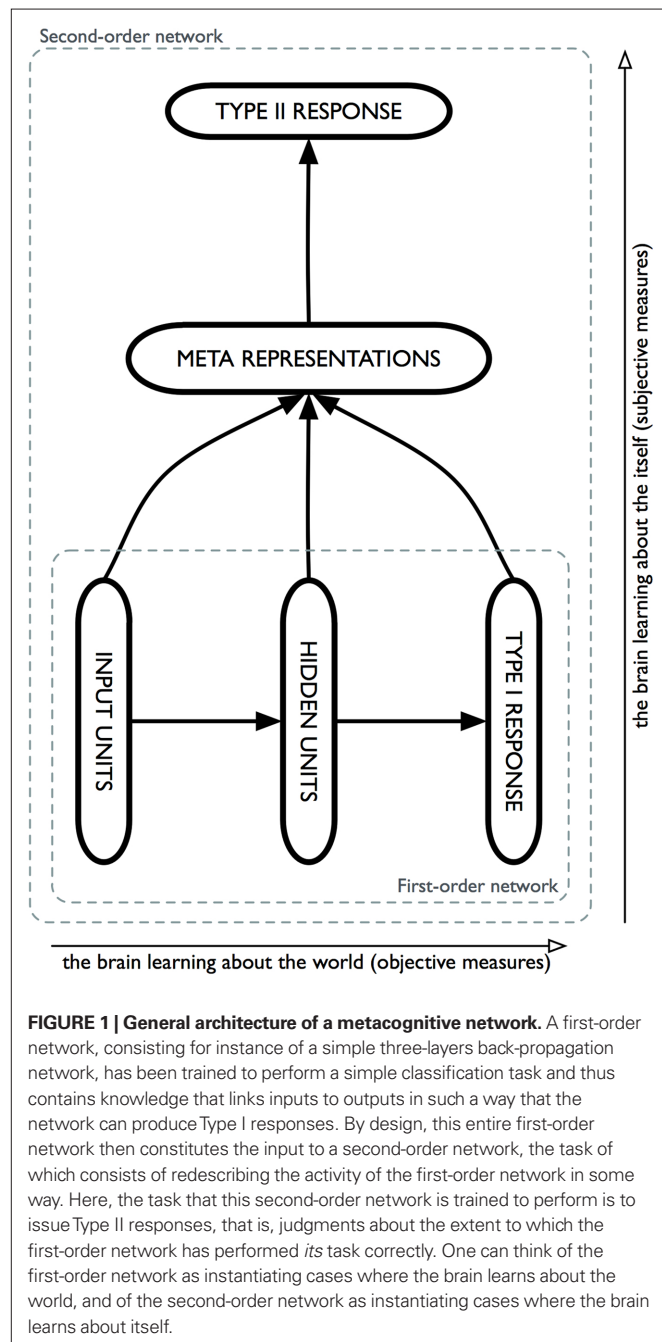 Second-order network
TYPE II RESPONSE
META REPRESENTATIONS
INPUT UNITS
HIDDEN UNITS
TYPE I RESPONSE
First-order network
the brain learning about the itself (subjective measures)
the brain learning about the world (objective measures)
FIGURE 1 | General architecture of a metacognitive network. A first-order
network, consisting for instance of a simple three-layers back-propagation
network, has been trained to perform a simple classification task and thus
contains knowledge that links inputs to outputs in such a way that the
network can produce Type I responses. By design, this entire first-order
network then constitutes the input to a second-order network, the task of
which consists of redescribing the activity of the first-order network in some
way. Here, the task that this second-order network is trained to perform is to
issue Type II responses, that is, judgments about the extent to which the
first-order network has performed its task correctly. One can think of the
first-order network as instantiating cases where the brain learns about the
world, and of the second-order network as instantiating cases where the brain
learns about itself.